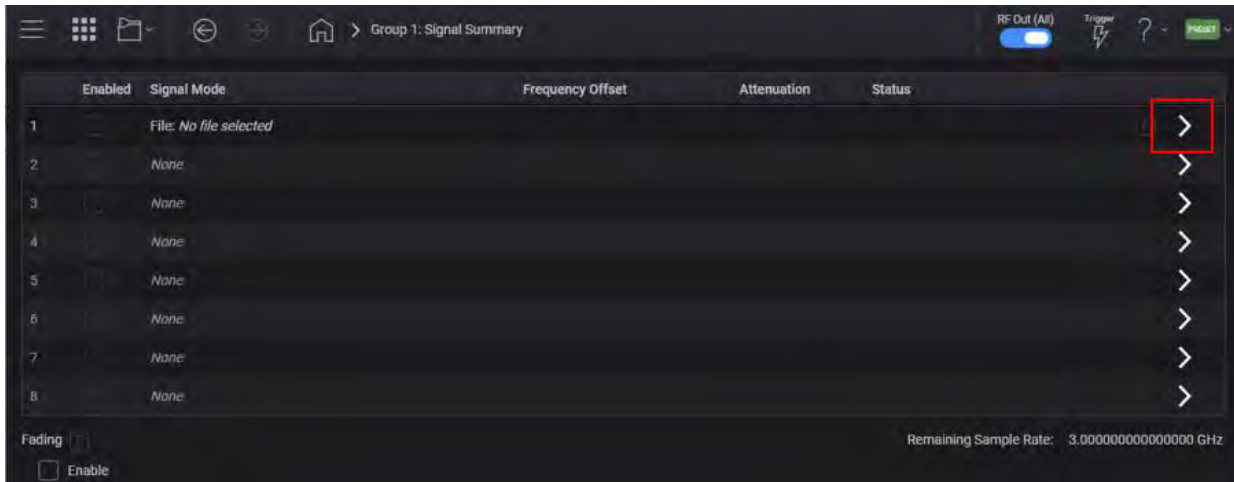 Group 1: Signal Summary
RF Out (All)
Trigger
?
PRESET
Enabled Signal Mode Frequency Offset Attenuation Status
1 File: No file selected
2 None
3 None
4 None
5 None
6 None
7 None
8 None
Fading
Remaining Sample Rate: 3.000000000000000 GHz
Enable